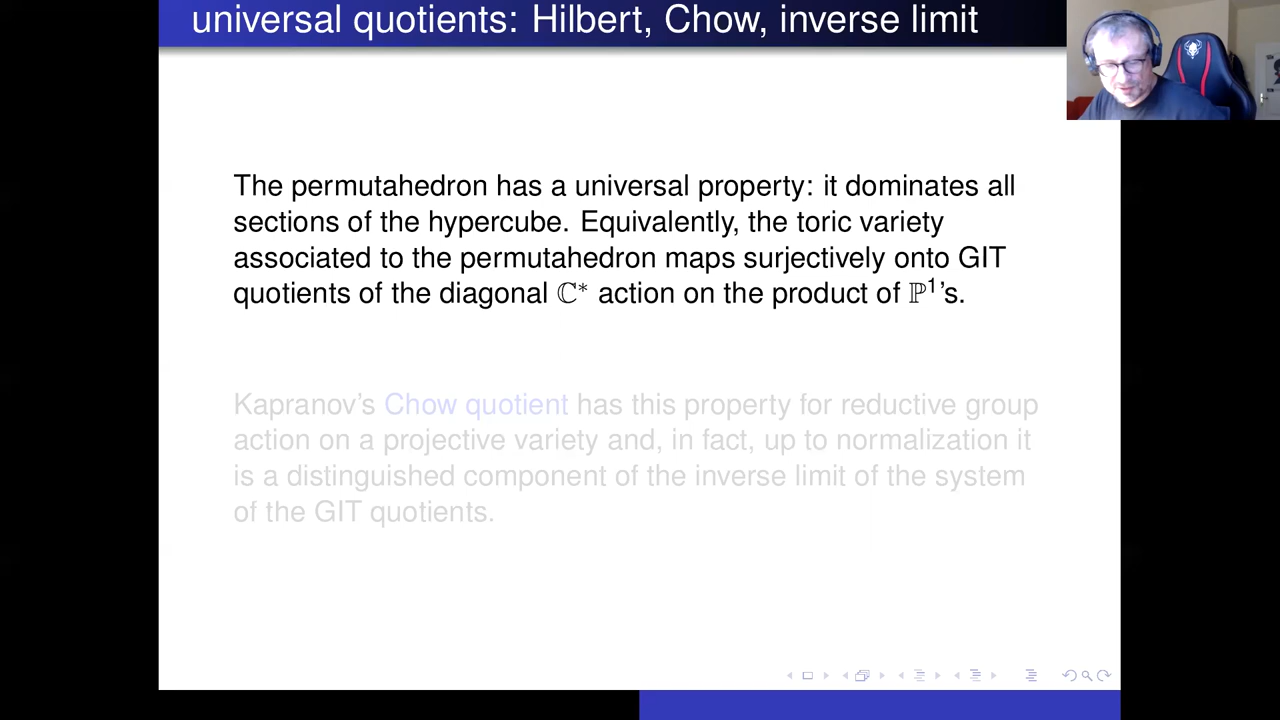 universal quotients: Hilbert, Chow, inverse limit
The permutahedron has a universal property: it dominates all
sections of the hypercube. Equivalently, the toric variety
associated to the permutahedron maps surjectively onto GIT
quotients of the diagonal ℂ* action on the product of ℙ¹'s.
Kapranov's Chow quotient has this property for reductive group
action on a projective variety and, in fact, up to normalization it
is a distinguished component of the inverse limit of the system
of the GIT quotients.